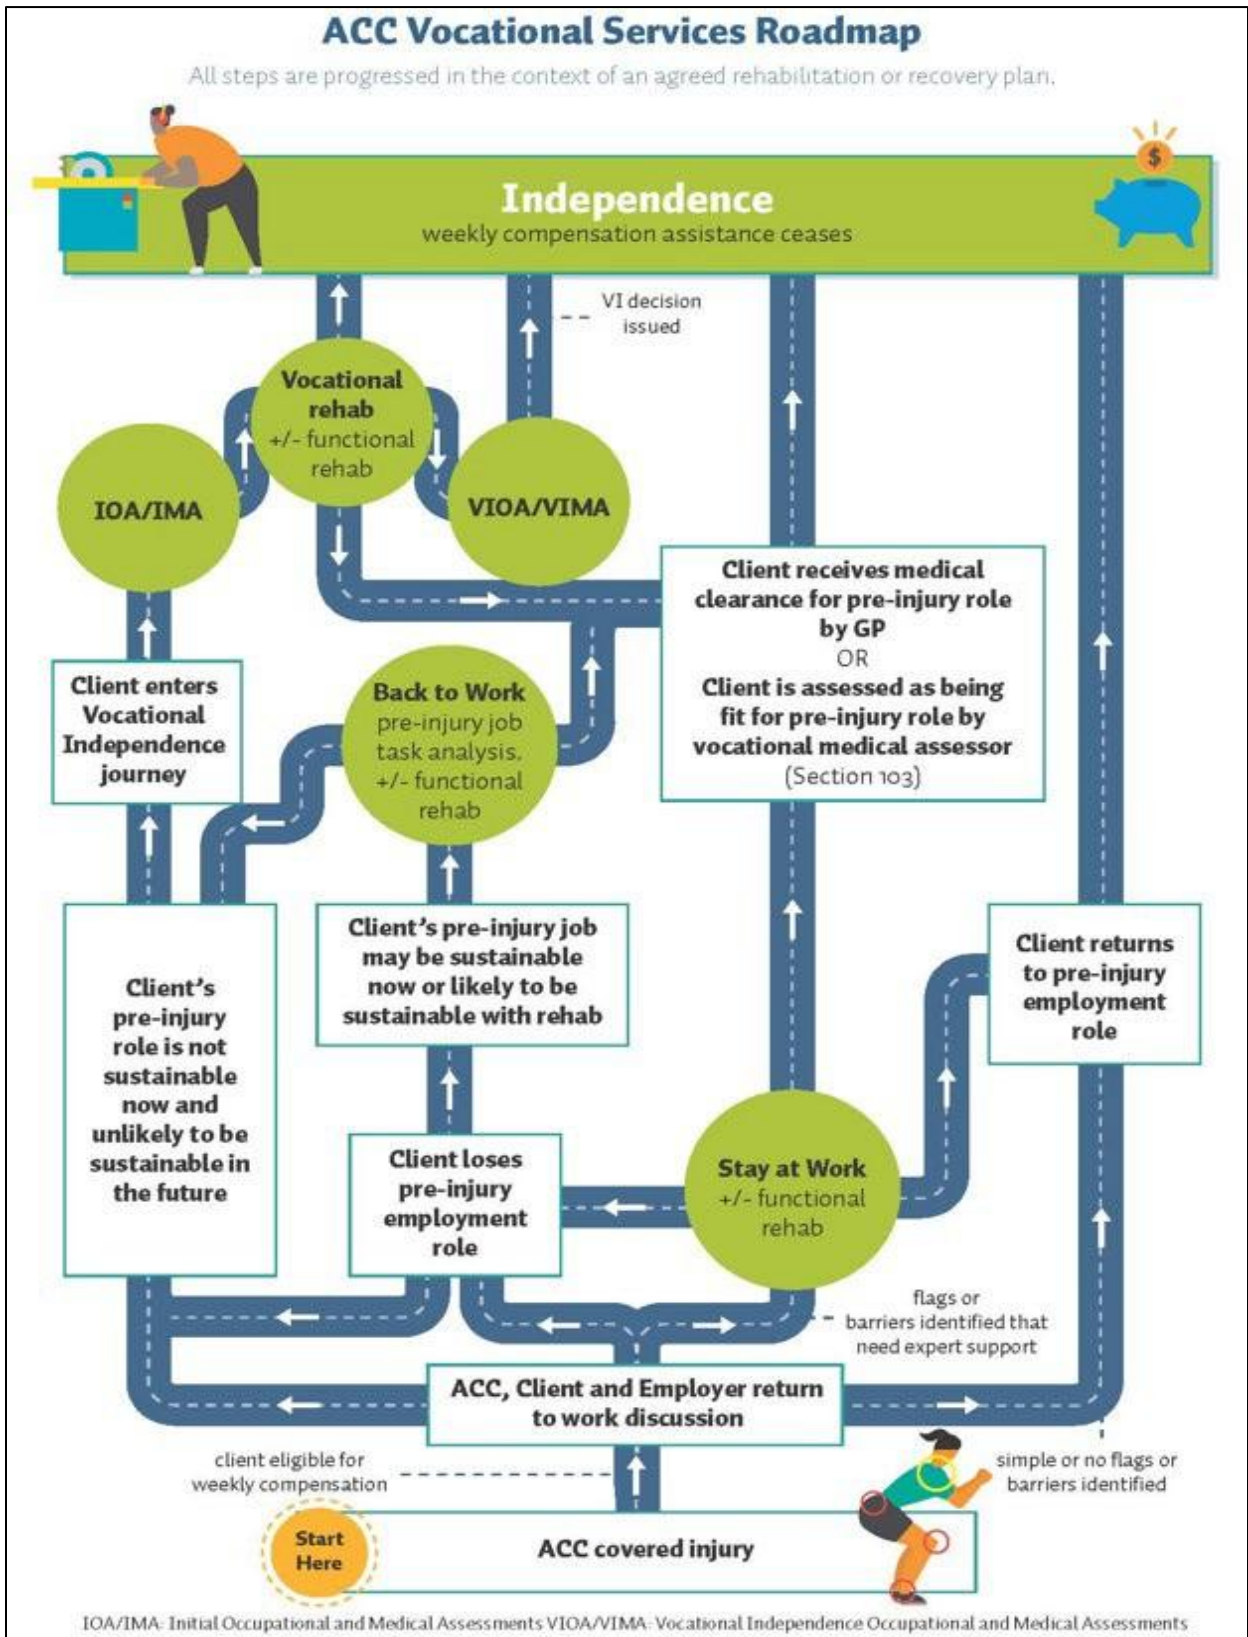 ACC Vocational Services Roadmap
All steps are progressed in the context of an agreed rehabilitation or recovery plan.
$
Independence
weekly compensation assistance ceases
VI decision
issued
Vocational
rehab
+/- functional
rehab
IOA/IMA
VIOA/VIMA
Client receives medical
clearance for pre-injury role
by GP
OR
Client is assessed as being
fit for pre-injury role by
vocational medical assessor
(Section 103)
Client enters
Vocational
Independence
journey
Back to Work
pre-injury job
task analysis.
+/- functional
rehab
Client's
pre-injury
role is not
sustainable
now and
unlikely to be
sustainable in
the future
Client's pre-injury job
may be sustainable
now or likely to be
sustainable with rehab
Client returns
to pre-injury
employment
role
Client loses
pre-injury
employment
role
Stay at Work
+/- functional
rehab
flags or
barriers identified that
need expert support
ACC, Client and Employer return
to work discussion
client eligible for
weekly compensation
simple or no flags or
barriers identified
Start
Here
ACC covered injury
IOA/IMA: Initial Occupational and Medical Assessments VIOA/VIMA: Vocational Independence Occupational and Medical Assessments